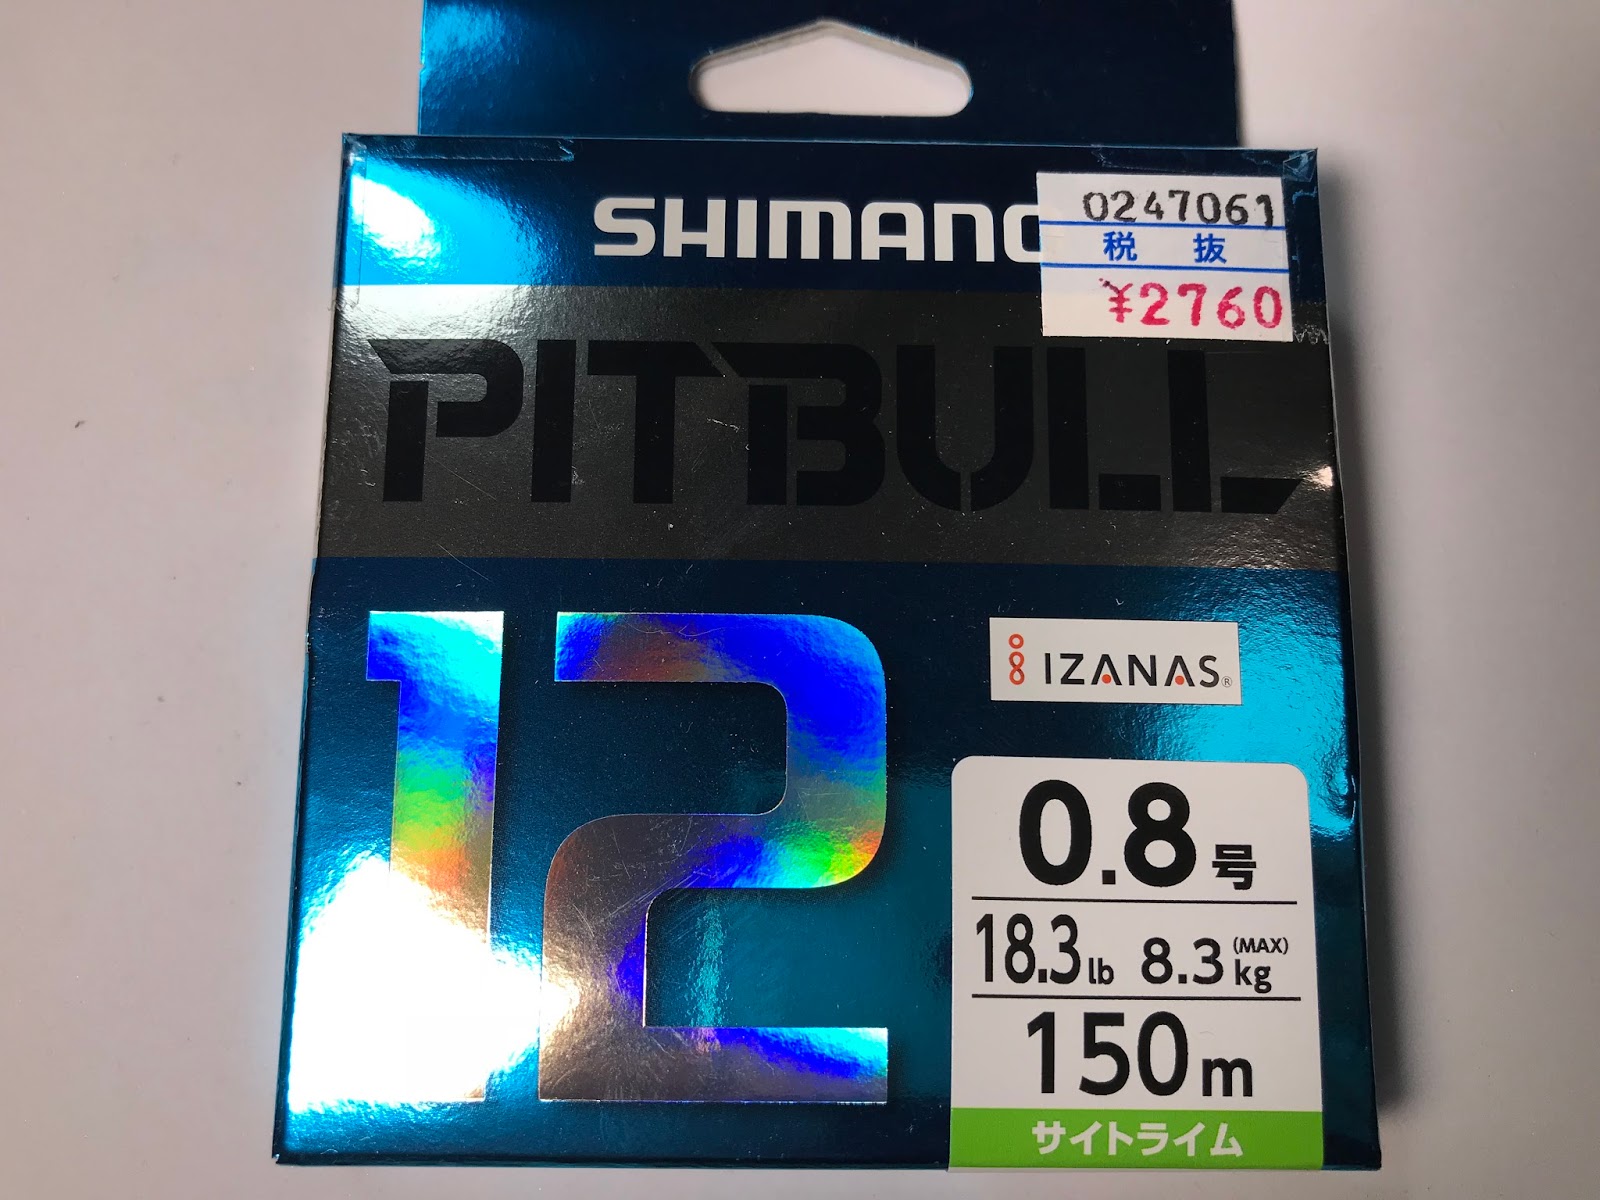 SHIMANO
0247061
税抜
¥2760
PITBULL
12
IZANAS®
0.8号
18.3lb 8.3kg (MAX)
150m
サイトライム